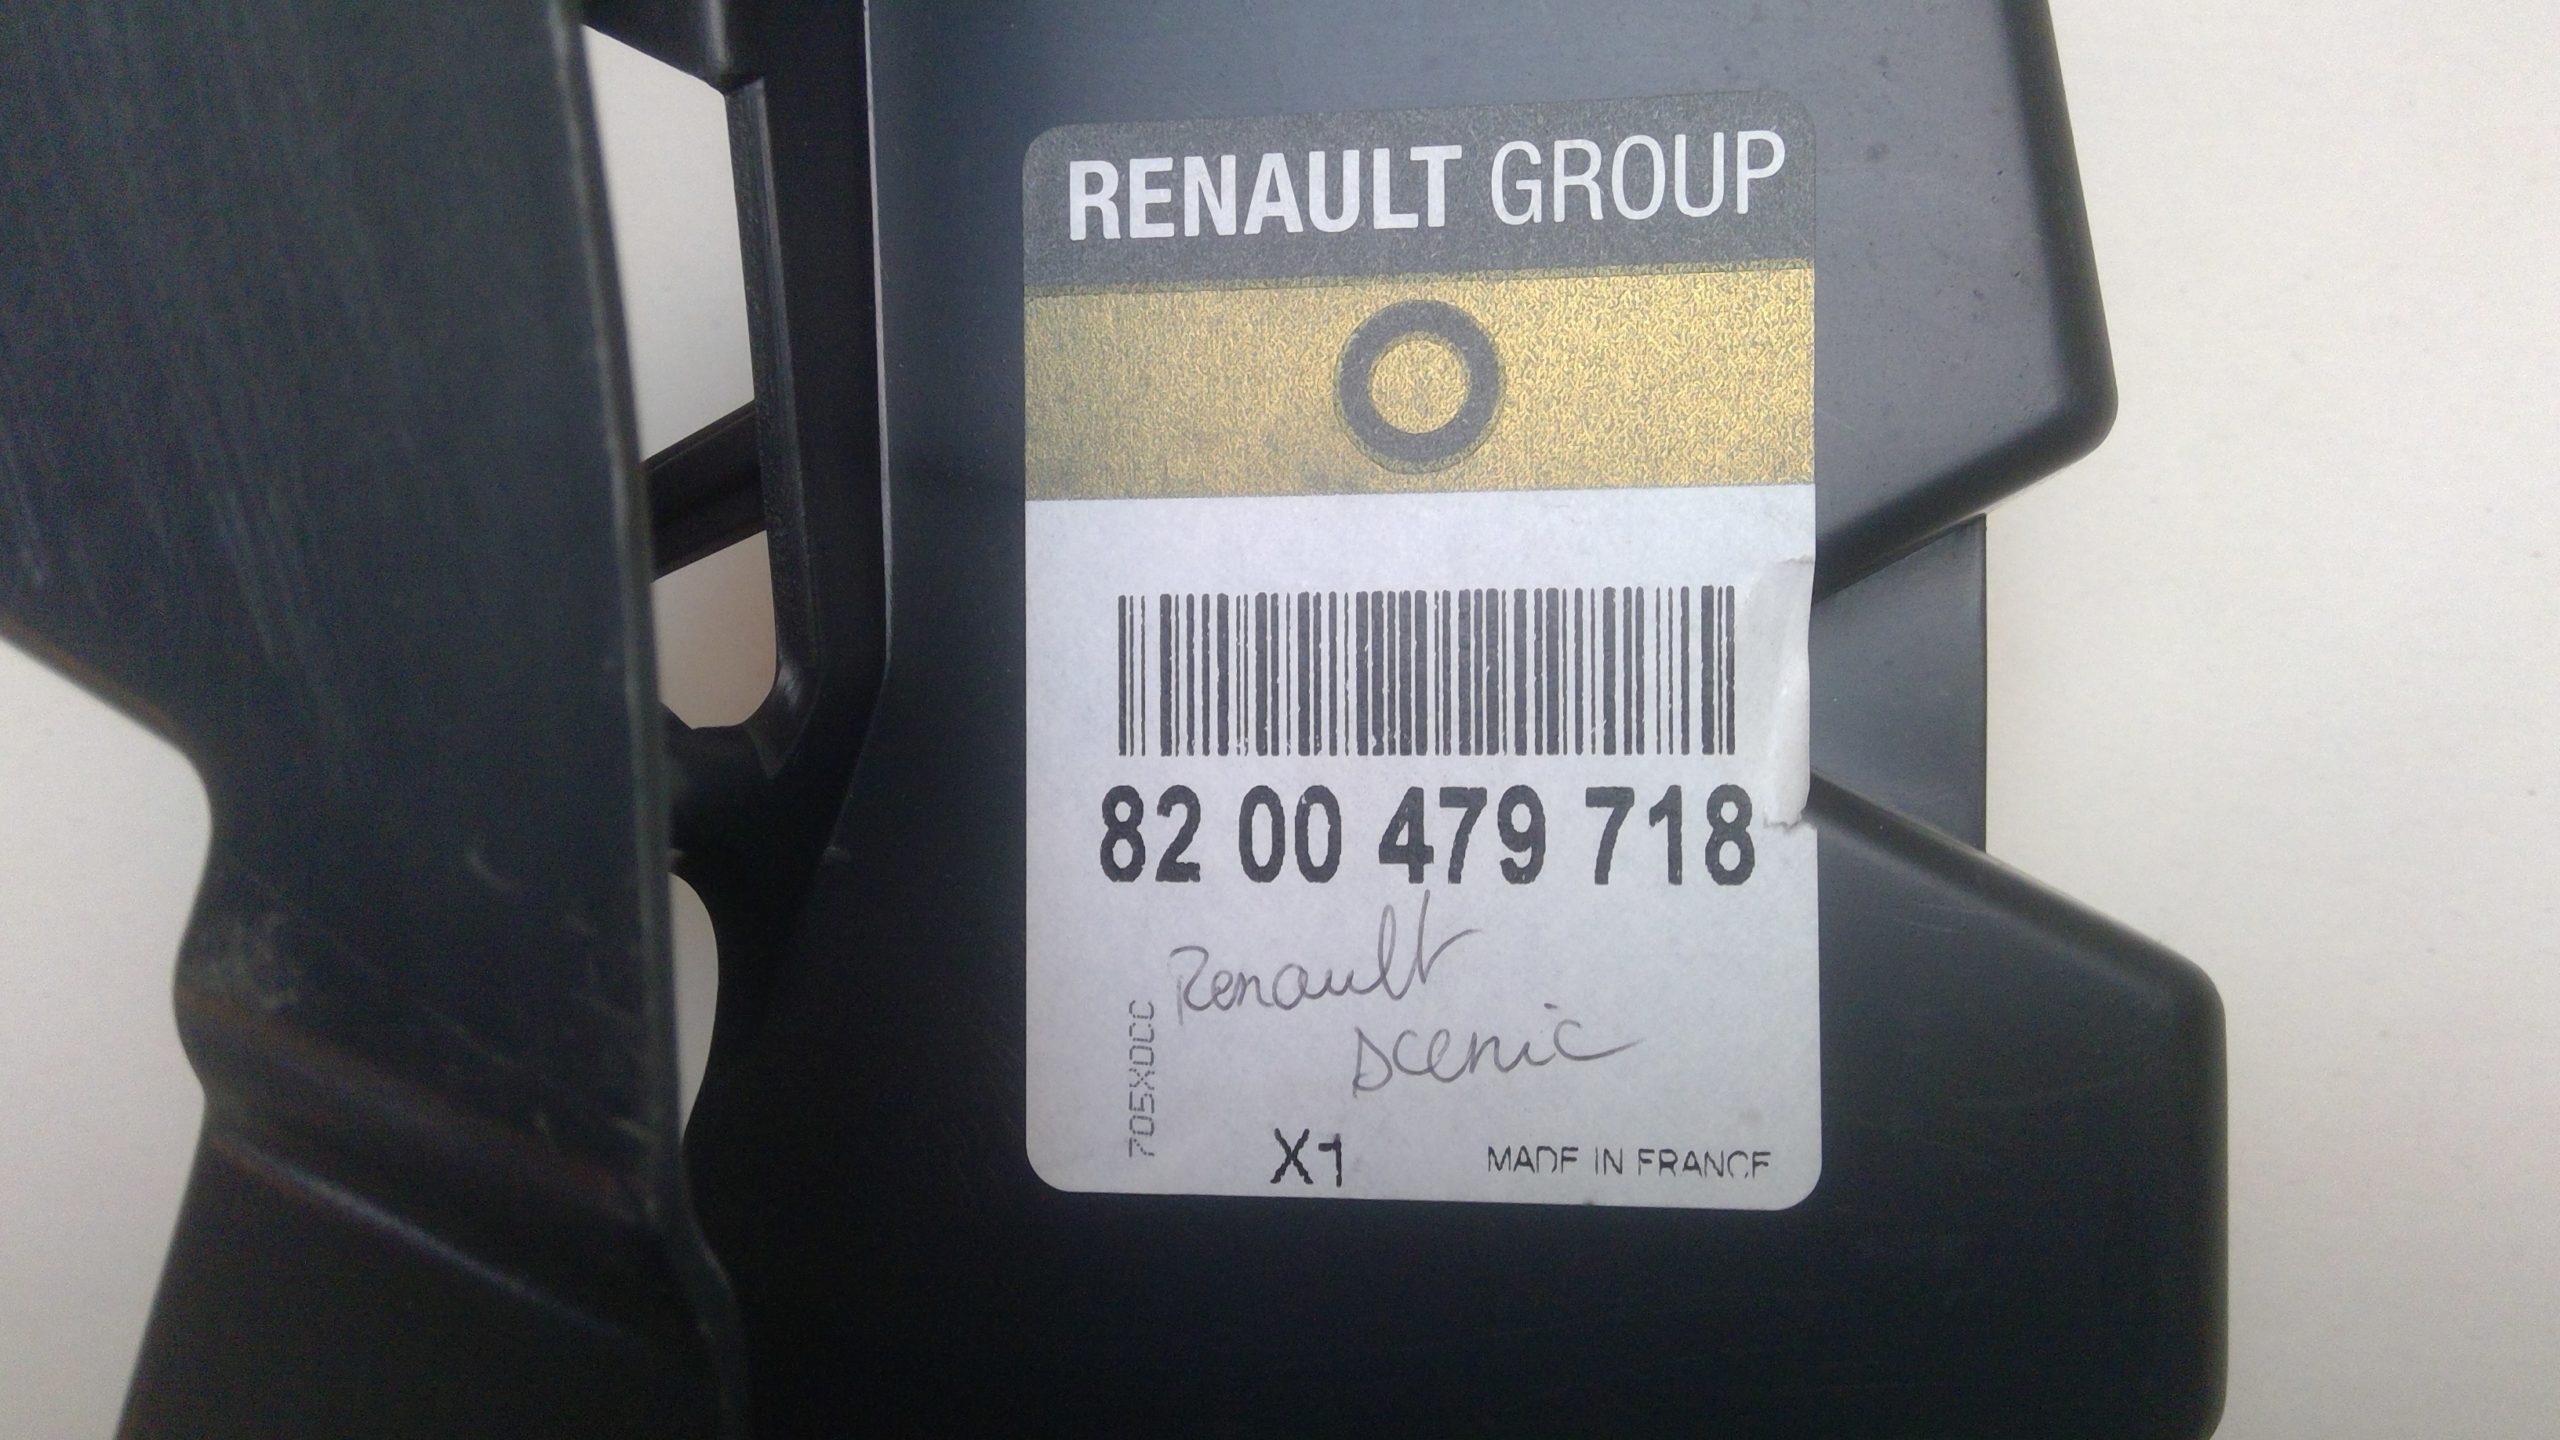 RENAULT GROUP
82 00 479 718
Renault
scenic
705X0CC
X1
MADE IN FRANCE